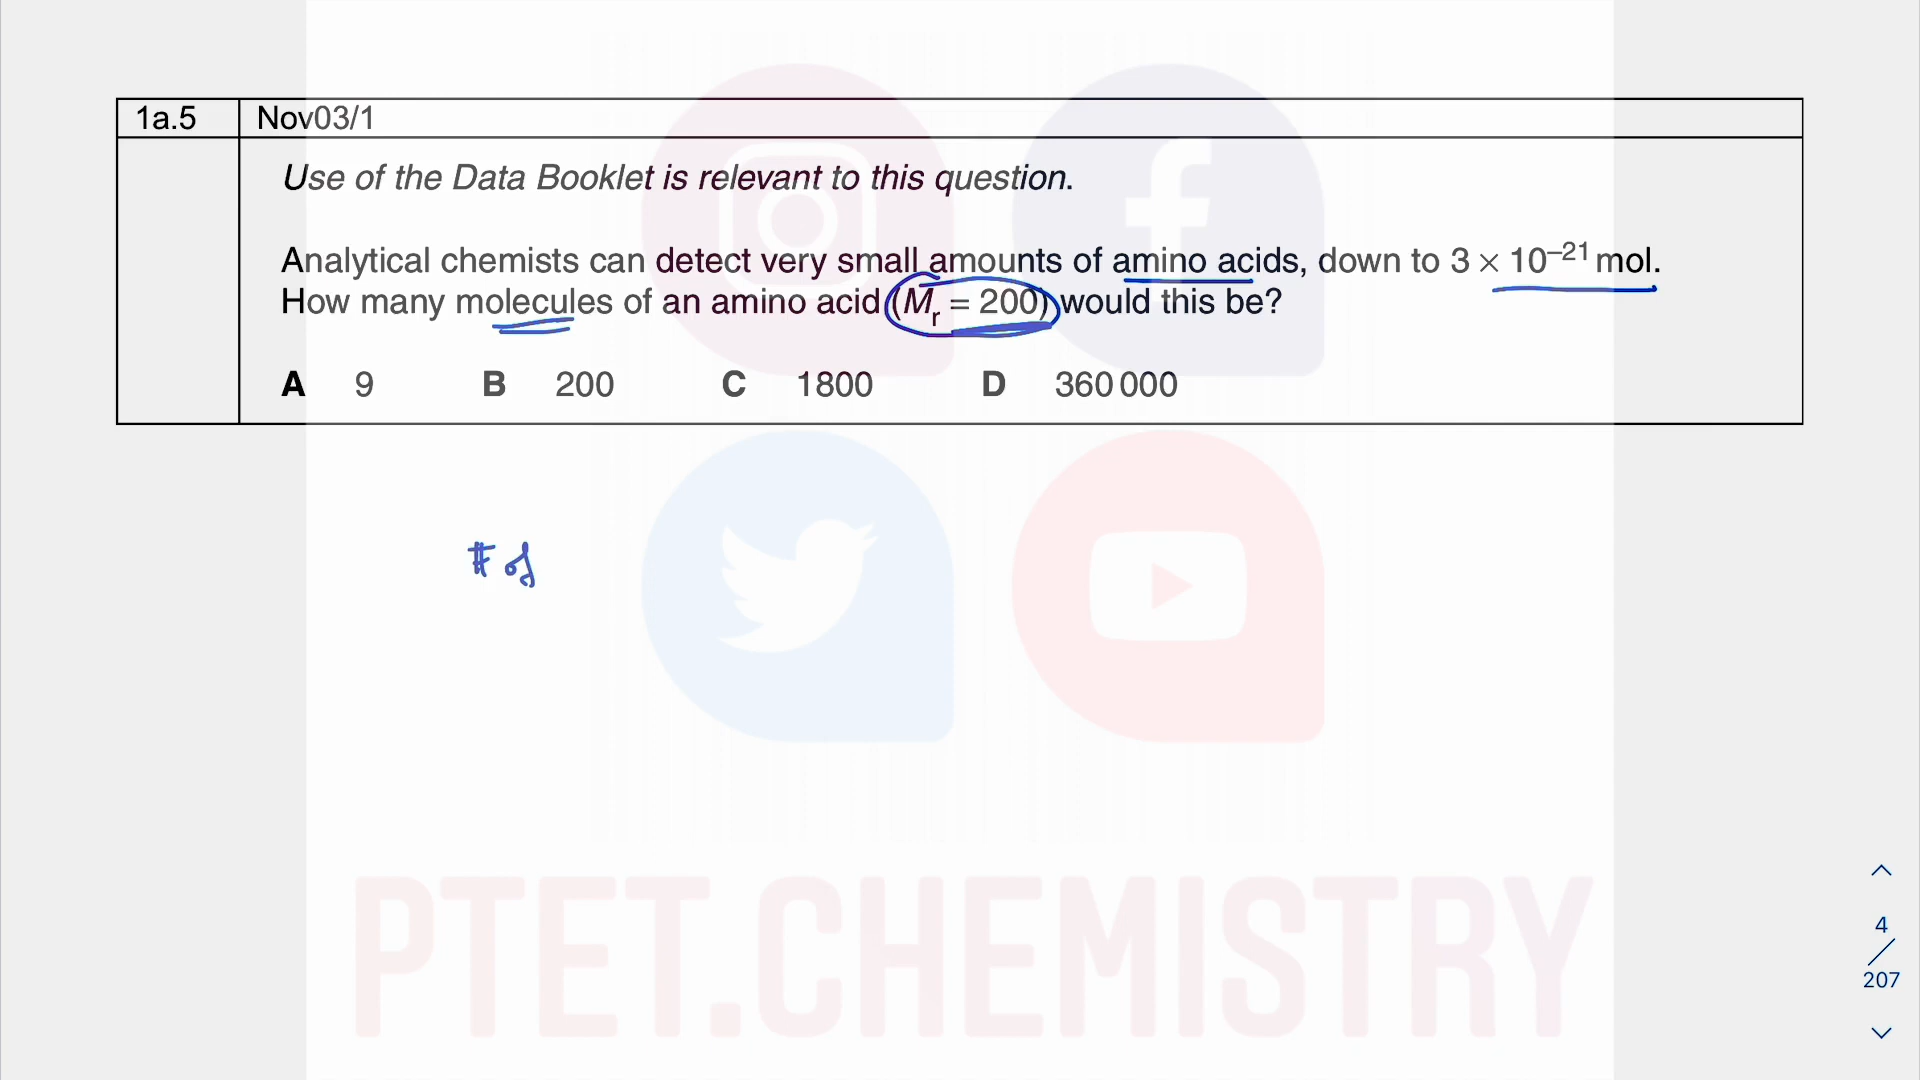 1a.5 Nov03/1
Use of the Data Booklet is relevant to this question.
Analytical chemists can detect very small amounts of amino acids, down to 3 × 10⁻²¹ mol.
How many molecules of an amino acid (Mᵣ = 200) would this be?
A 9 B 200 C 1800 D 360 000
# of
PTET.CHEMISTRY
4
207